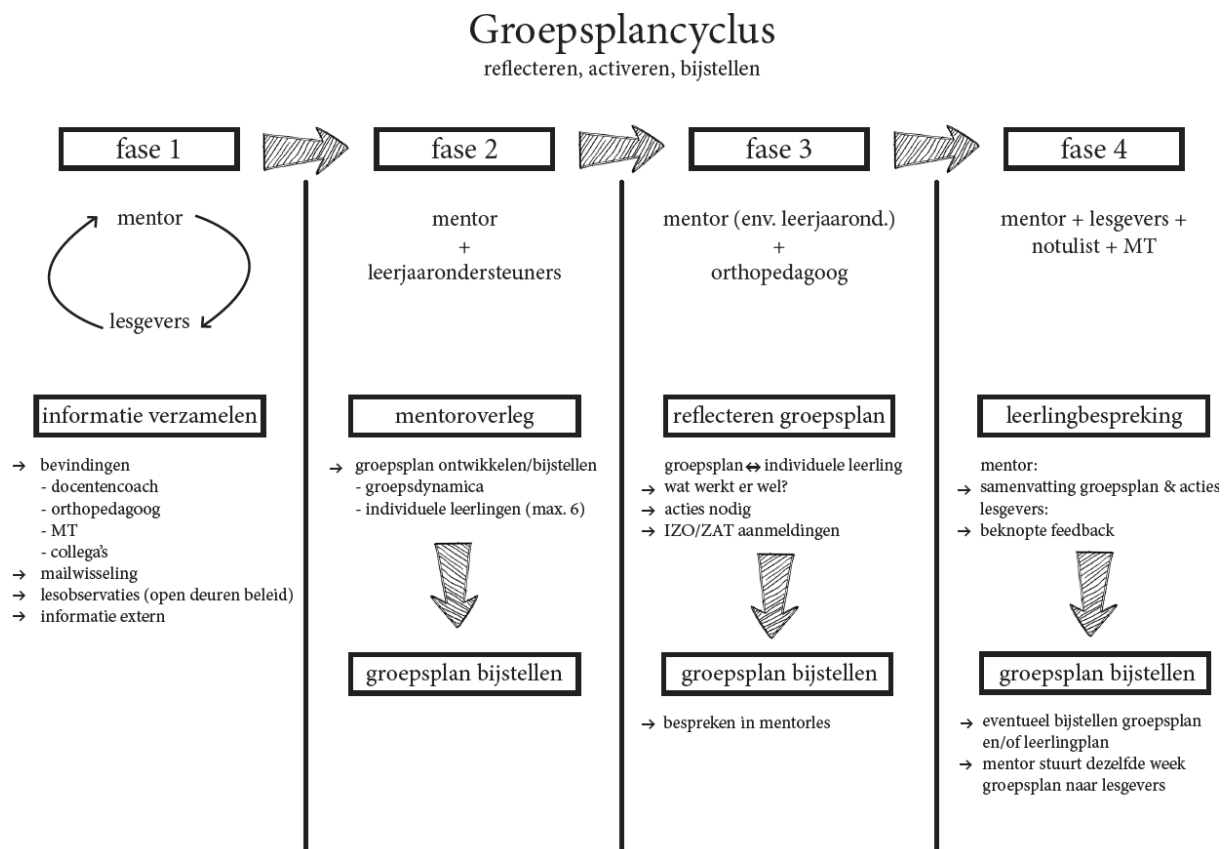 Groepsplancyclus
reflecteren, activeren, bijstellen
fase 1
mentor
lesgevers
informatie verzamelen
→ bevindingen
- docentencoach
- orthopedagoog
- MT
- collega's
→ mailwisseling
→ lesobservaties (open deuren beleid)
→ informatie extern
fase 2
mentor
+
leerjaarondersteuners
mentoroverleg
→ groepsplan ontwikkelen/bijstellen
- groepsdynamica
- individuele leerlingen (max. 6)
groepsplan bijstellen
fase 3
mentor (env. leerjaarond.)
+
orthopedagoog
reflecteren groepsplan
groepsplan ↔ individuele leerling
→ wat werkt er wel?
→ acties nodig
→ IZO/ZAT aanmeldingen
groepsplan bijstellen
→ bespreken in mentorles
fase 4
mentor + lesgevers +
notulist + MT
leerlingbespreking
mentor:
→ samenvatting groepsplan & acties
lesgevers:
→ beknopte feedback
groepsplan bijstellen
→ eventueel bijstellen groepsplan
en/of leerlingplan
→ mentor stuurt dezelfde week
groepsplan naar lesgevers